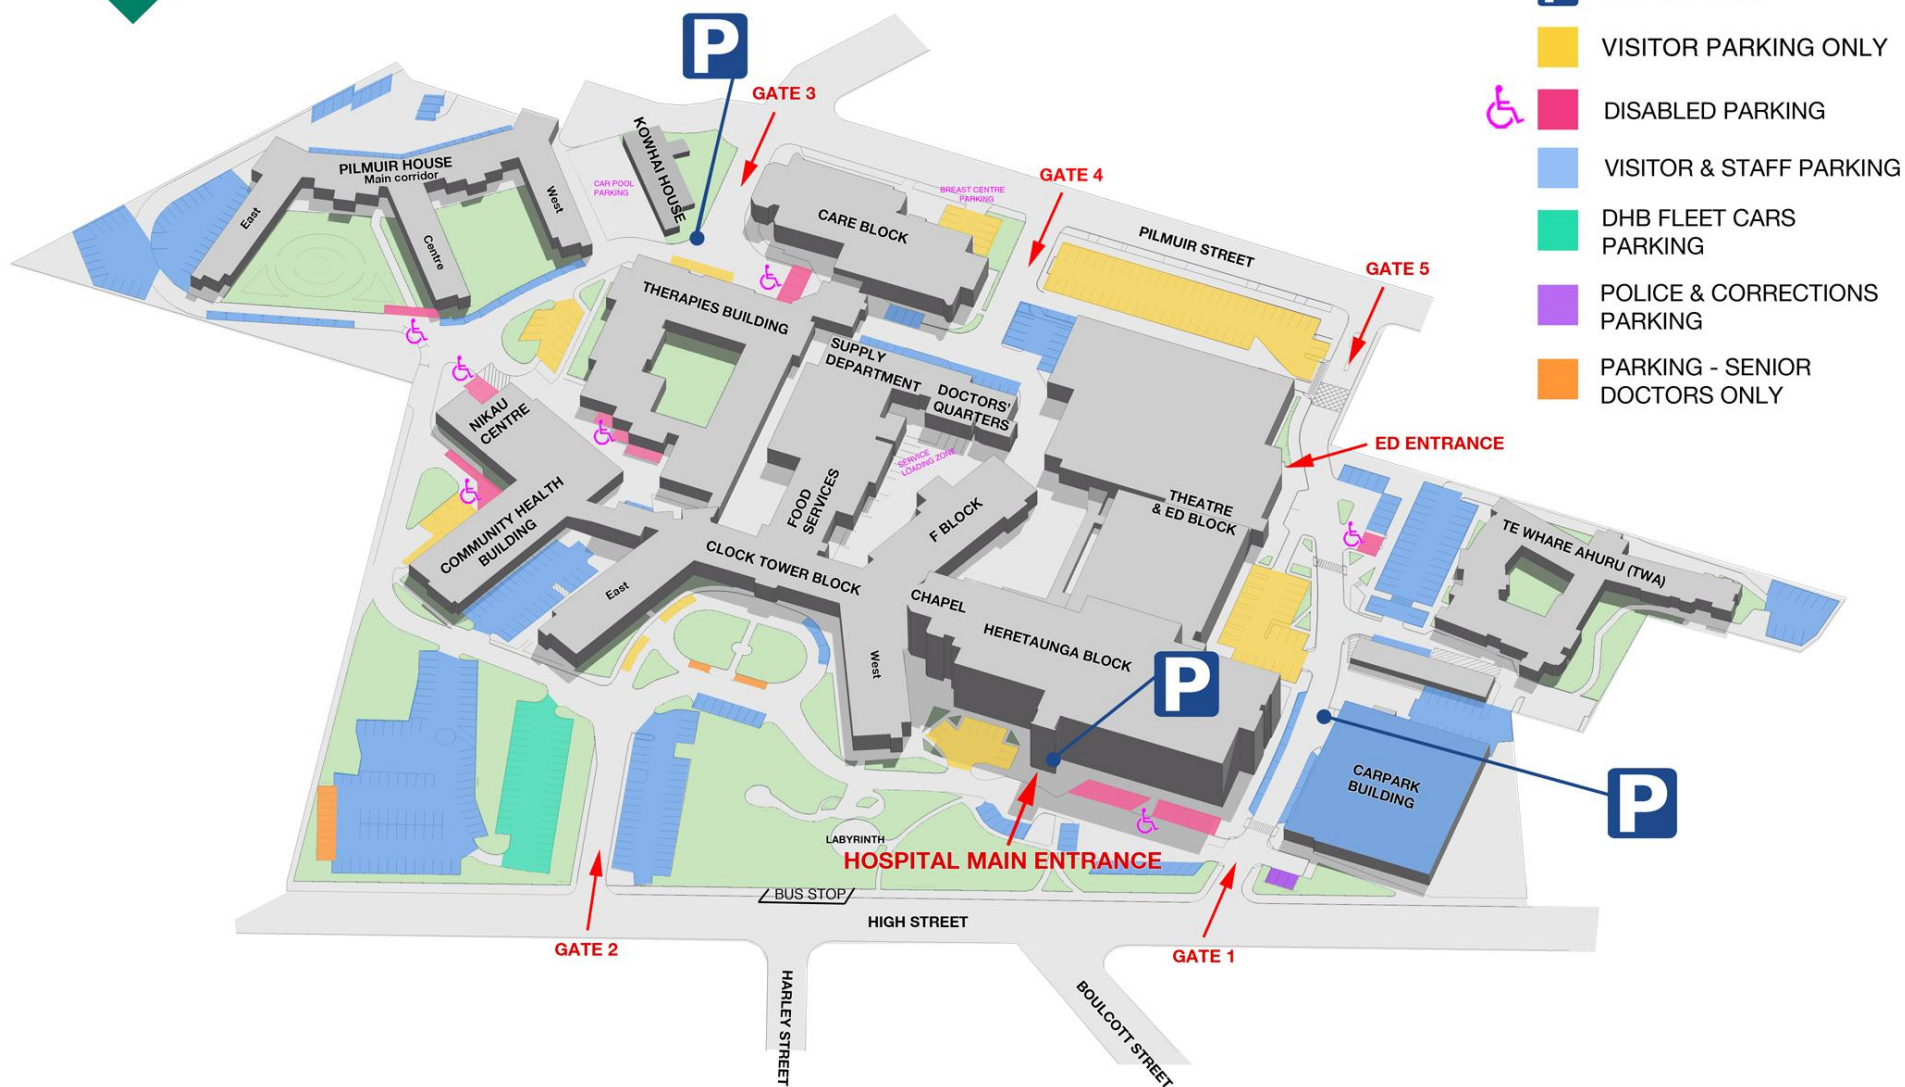 P
GATE 3
VISITOR PARKING ONLY
DISABLED PARKING
VISITOR & STAFF PARKING
DHB FLEET CARS
PARKING
POLICE & CORRECTIONS
PARKING
PARKING - SENIOR
DOCTORS ONLY
KOWHAI HOUSE
PILMUIR HOUSE
Main corridor
East
Centre
West
CAR POOL
PARKING
CARE BLOCK
BREAST CENTRE
PARKING
GATE 4
PILMUIR STREET
GATE 5
THERAPIES BUILDING
SUPPLY
DEPARTMENT
DOCTORS'
QUARTERS
NIKAU
CENTRE
SERVICE
LOADING ZONE
ED ENTRANCE
COMMUNITY HEALTH
BUILDING
FOOD
SERVICES
F BLOCK
THEATRE
& ED BLOCK
TE WHARE AHURU (TWA)
CLOCK TOWER BLOCK
East
West
CHAPEL
HERETAUNGA BLOCK
P
CARPARK
BUILDING
P
LABYRINTH
HOSPITAL MAIN ENTRANCE
BUS STOP
HIGH STREET
GATE 2
GATE 1
HARLEY STREET
BOULCOTT STREET